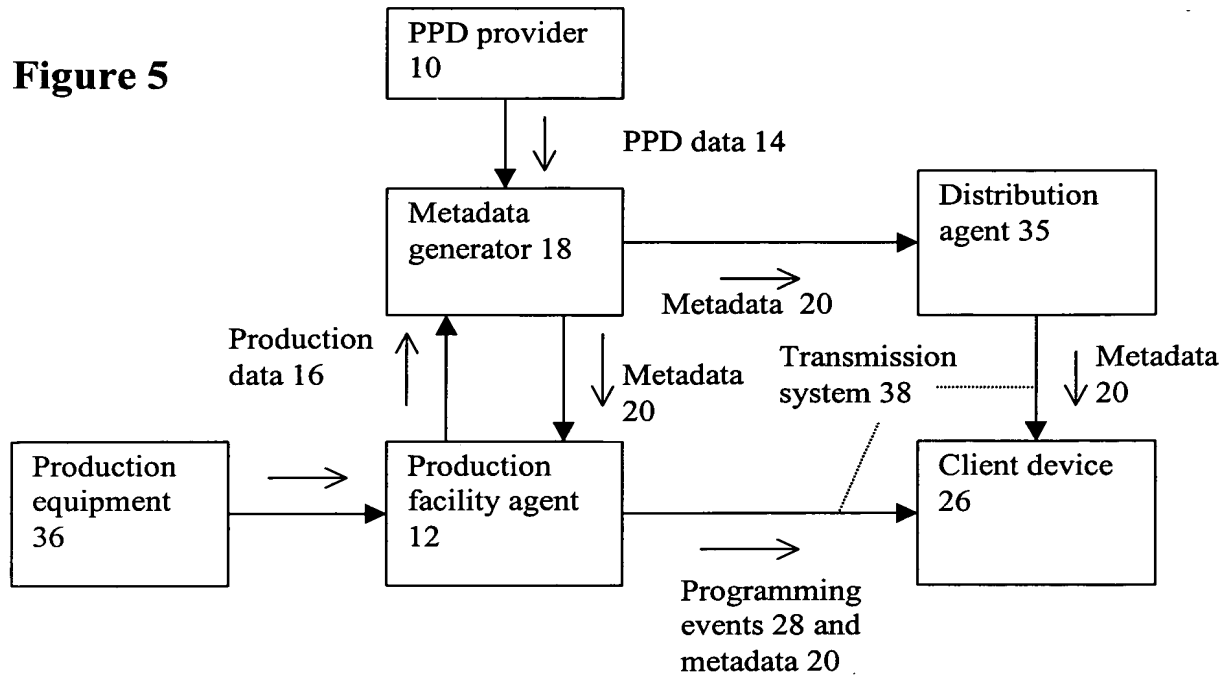 Figure 5
PPD provider
10
PPD data 14
Metadata
generator 18
Distribution
agent 35
Metadata 20
Production
data 16
Metadata
20
Transmission
system 38
Metadata
20
Production
equipment
36
Production
facility agent
12
Client device
26
Programming
events 28 and
metadata 20